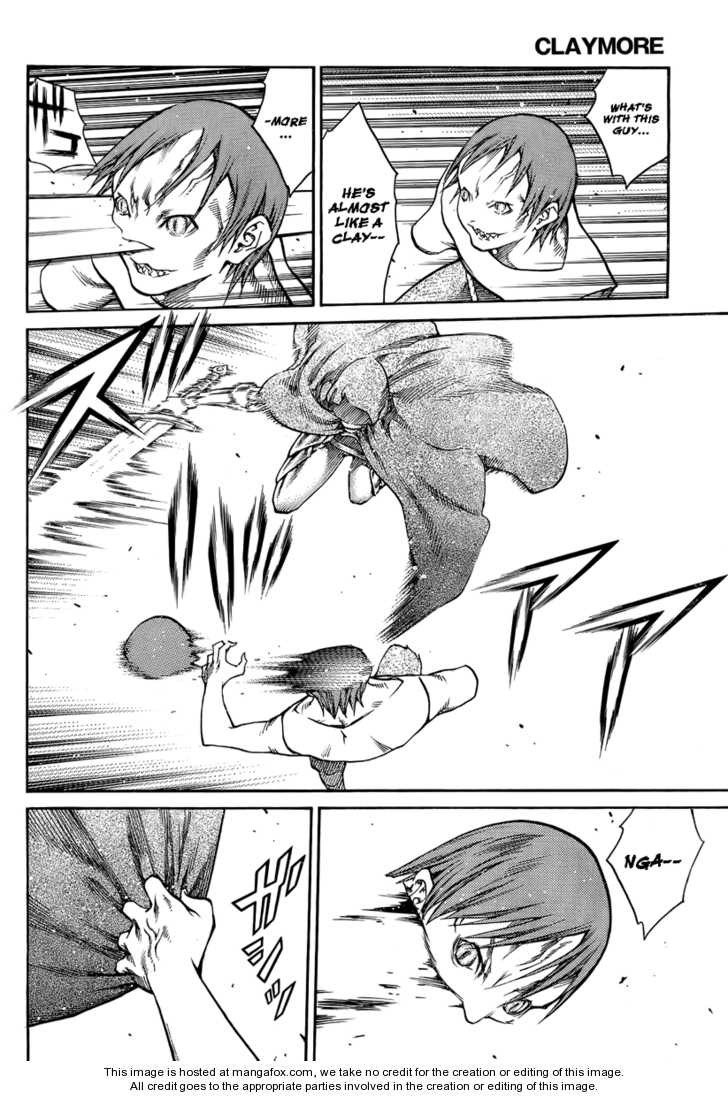 CLAYMORE
WHAT'S
WITH THIS
GUY...
HE'S
ALMOST
LIKE A
CLAY--
-MORE
...
NGA--
This image is hosted at mangafox.com, we take no credit for the creation or editing of this image.
All credit goes to the appropriate parties involved in the creation or editing of this image.